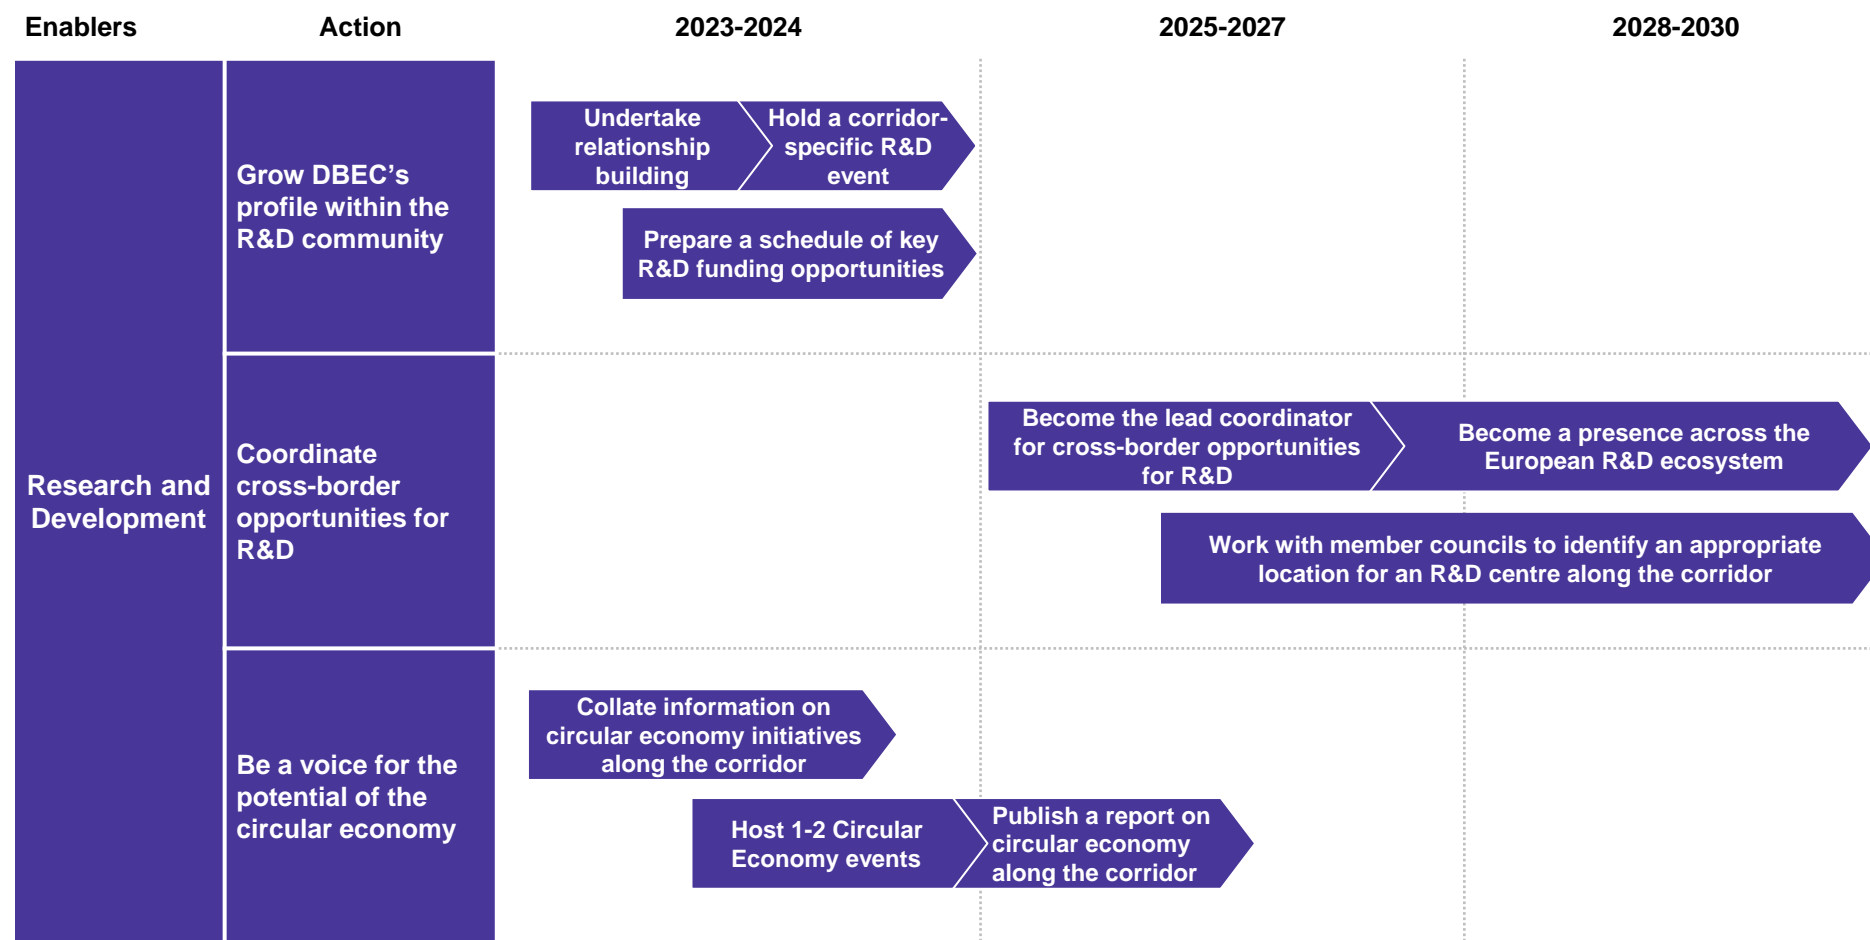 Enablers
Action
2023-2024
2025-2027
2028-2030
Research and
Development
Grow DBEC’s
profile within the
R&D community
Undertake
relationship
building
Hold a corridor-
specific R&D
event
Prepare a schedule of key
R&D funding opportunities
Coordinate
cross-border
opportunities for
R&D
Become the lead coordinator
for cross-border opportunities
for R&D
Become a presence across the
European R&D ecosystem
Work with member councils to identify an appropriate
location for an R&D centre along the corridor
Be a voice for the
potential of the
circular economy
Collate information on
circular economy initiatives
along the corridor
Host 1-2 Circular
Economy events
Publish a report on
circular economy
along the corridor